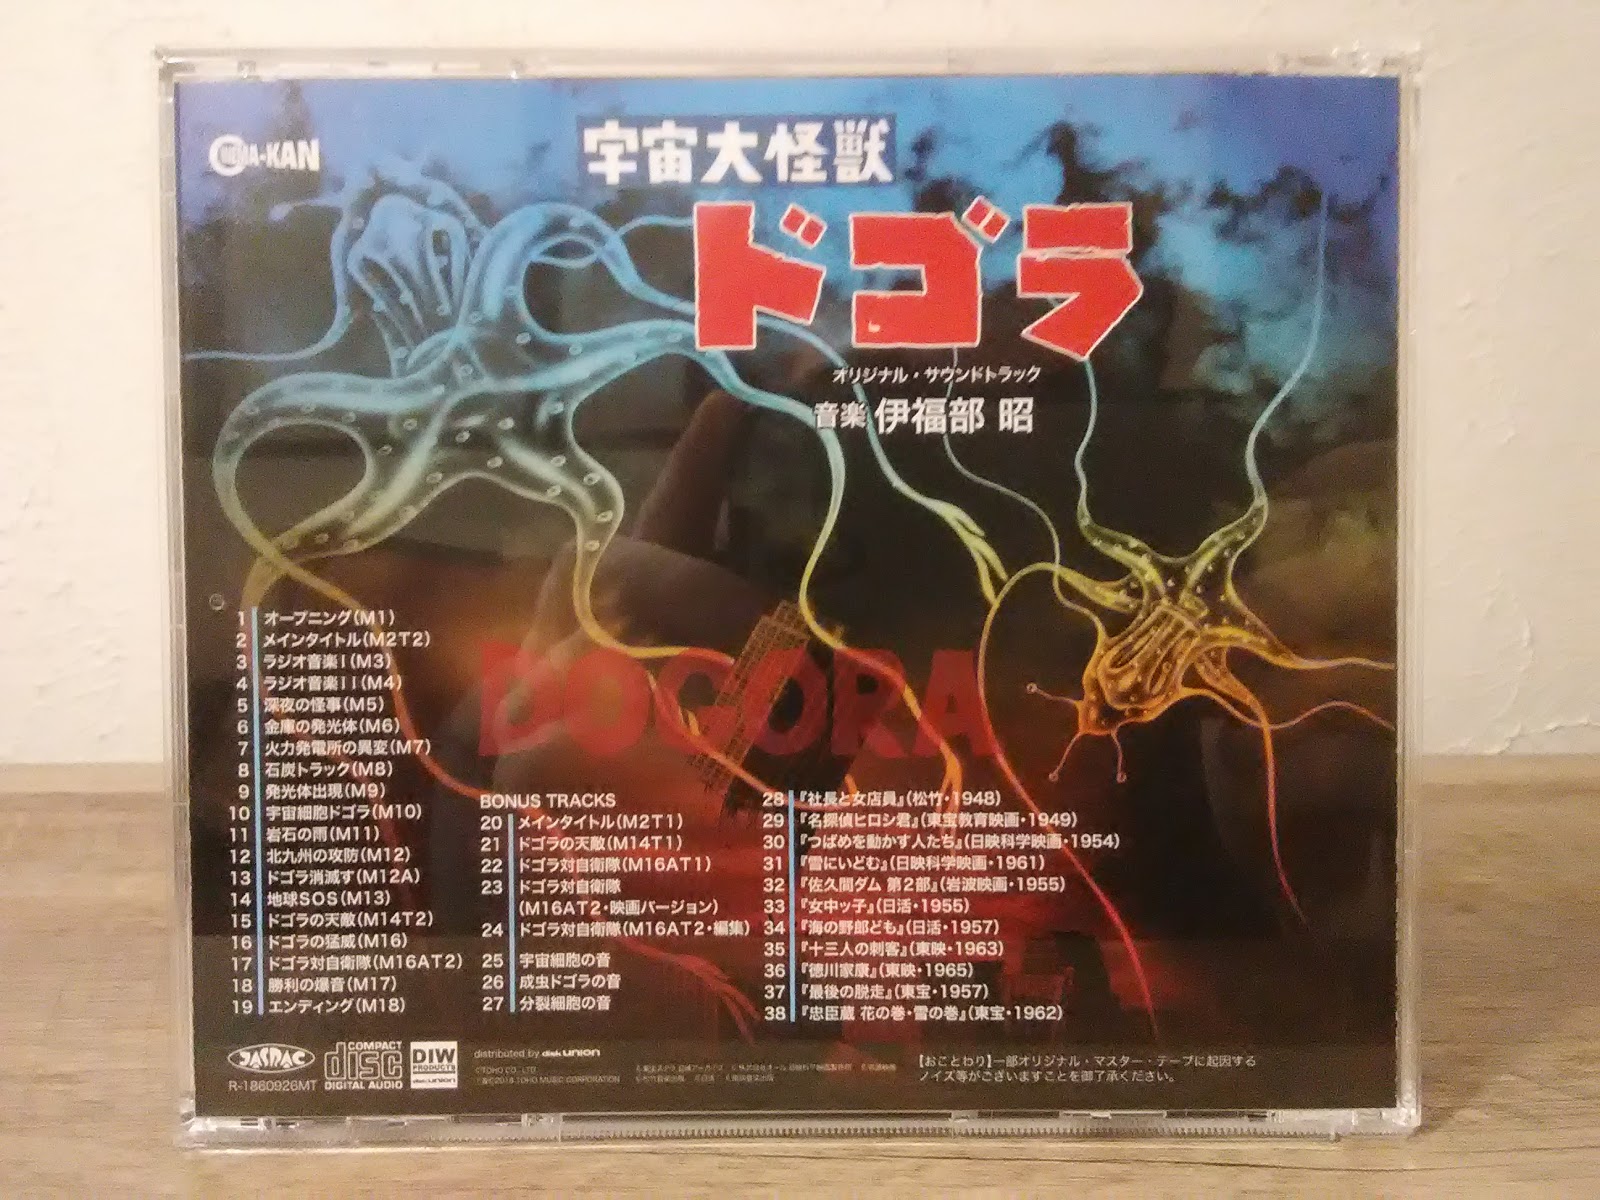 CINEMA-KAN
宇宙大怪獣
ドゴラ
オリジナル・サウンドトラック
音楽 伊福部 昭
DOGORA
1 オープニング(M1)
2 メインタイトル(M2T2)
3 ラジオ音楽I(M3)
4 ラジオ音楽II(M4)
5 深夜の怪事(M5)
6 金庫の発光体(M6)
7 火力発電所の異変(M7)
8 石炭トラック(M8)
9 発光体出現(M9)
10 宇宙細胞ドゴラ(M10)
11 岩石の雨(M11)
12 北九州の攻防(M12)
13 ドゴラ消滅す(M12A)
14 地球SOS(M13)
15 ドゴラの天敵(M14T2)
16 ドゴラの猛威(M16)
17 ドゴラ対自衛隊(M16AT2)
18 勝利の爆音(M17)
19 エンディング(M18)
BONUS TRACKS
20 メインタイトル(M2T1)
21 ドゴラの天敵(M14T1)
22 ドゴラ対自衛隊(M16AT1)
23 ドゴラ対自衛隊
(M16AT2・映画バージョン)
24 ドゴラ対自衛隊(M16AT2・編集)
25 宇宙細胞の音
26 成虫ドゴラの音
27 分裂細胞の音
28 『社長と女店員』(松竹・1948)
29 『名探偵ヒロシ君』(東宝教育映画・1949)
30 『つばめを動かす人たち』(日映科学映画・1954)
31 『雪にいどむ』(日映科学映画・1961)
32 『佐久間ダム 第2部』(岩波映画・1955)
33 『女中ッ子』(日活・1955)
34 『海の野郎ども』(日活・1957)
35 『十三人の刺客』(東映・1963)
36 『徳川家康』(東映・1965)
37 『最後の脱走』(東宝・1957)
38 『忠臣蔵 花の巻・雪の巻』(東宝・1962)
JASRAC
R-1860926MT
COMPACT
disc
DIGITAL AUDIO
DIW
PRODUCTS
disk union
distributed by disk union
©TOHO CO., LTD.
℗©2018 TOHO MUSIC CORPORATION
【おことわり】一部オリジナル・マスター・テープに起因する
ノイズ等がございますことを御了承ください。